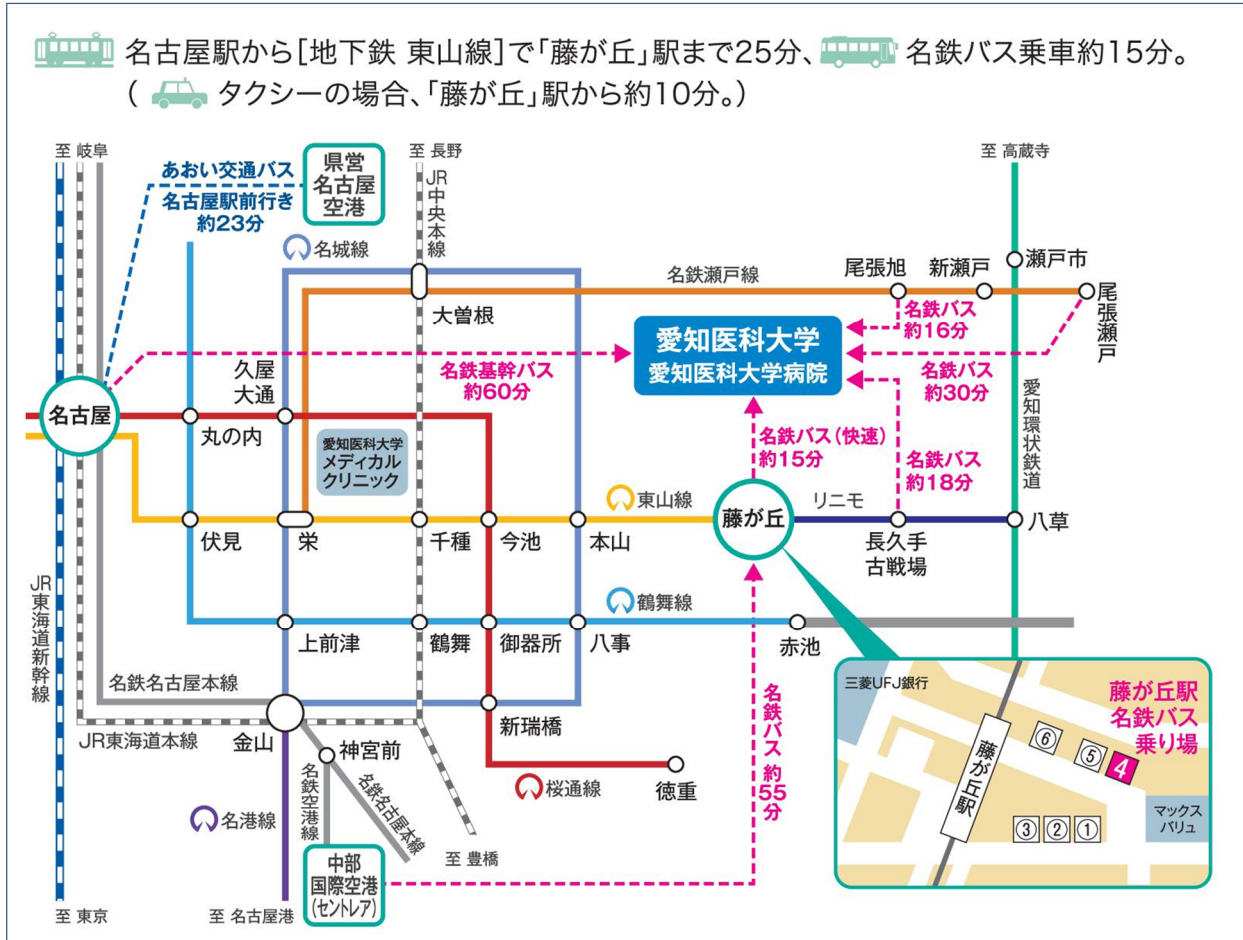 名古屋駅から[地下鉄 東山線]で「藤が丘」駅まで25分、名鉄バス乗車約15分。
(タクシーの場合、「藤が丘」駅から約10分。)
至 岐阜
あおい交通バス
名古屋駅前行き
約23分
県営
名古屋
空港
至 長野
JR中央本線
至 高蔵寺
名城線
名鉄瀬戸線
尾張旭
新瀬戸
瀬戸市
尾張瀬戸
大曽根
名鉄バス
約16分
愛知医科大学
愛知医科大学病院
名鉄基幹バス
約60分
名鉄バス
約30分
久屋
大通
名古屋
丸の内
愛知医科大学
メディカル
クリニック
名鉄バス(快速)
約15分
名鉄バス
約18分
愛知環状鉄道
東山線
藤が丘
リニモ
伏見
栄
千種
今池
本山
長久手
古戦場
八草
JR東海道新幹線
鶴舞線
上前津
鶴舞
御器所
八事
赤池
名鉄名古屋本線
JR東海道本線
金山
新瑞橋
神宮前
名鉄空港線
名鉄名古屋本線
名鉄バス 約55分
桜通線
徳重
名港線
至 豊橋
中部
国際空港
(セントレア)
至 東京
至 名古屋港
三菱UFJ銀行
藤が丘駅
名鉄バス
乗り場
藤が丘駅
⑥
⑤
4
③
②
①
マックス
バリュ